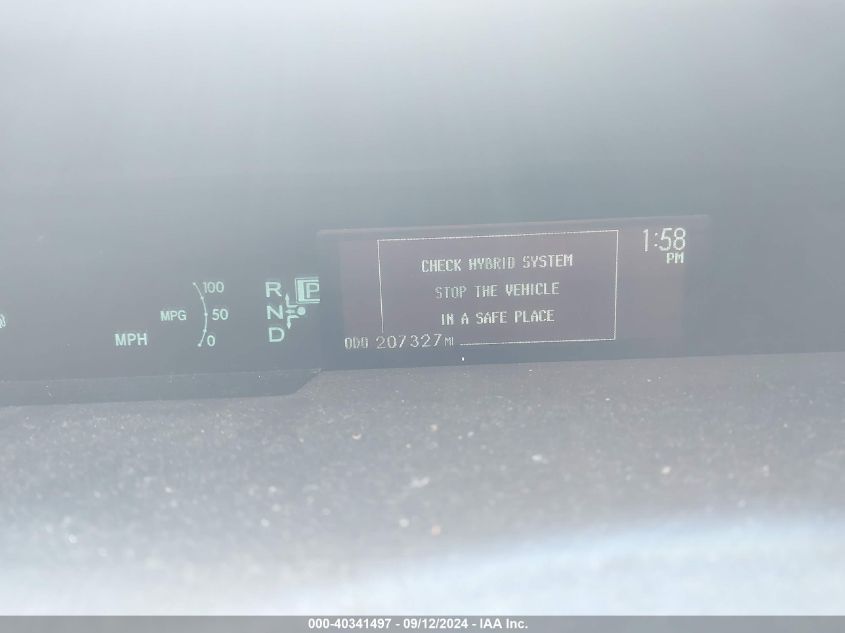 1:58
PM
CHECK HYBRID SYSTEM
STOP THE VEHICLE
IN A SAFE PLACE
ODO 207327 MI
100
MPG 50
0
MPH
R P
N
D
000-40341497 - 09/12/2024 - IAA Inc.